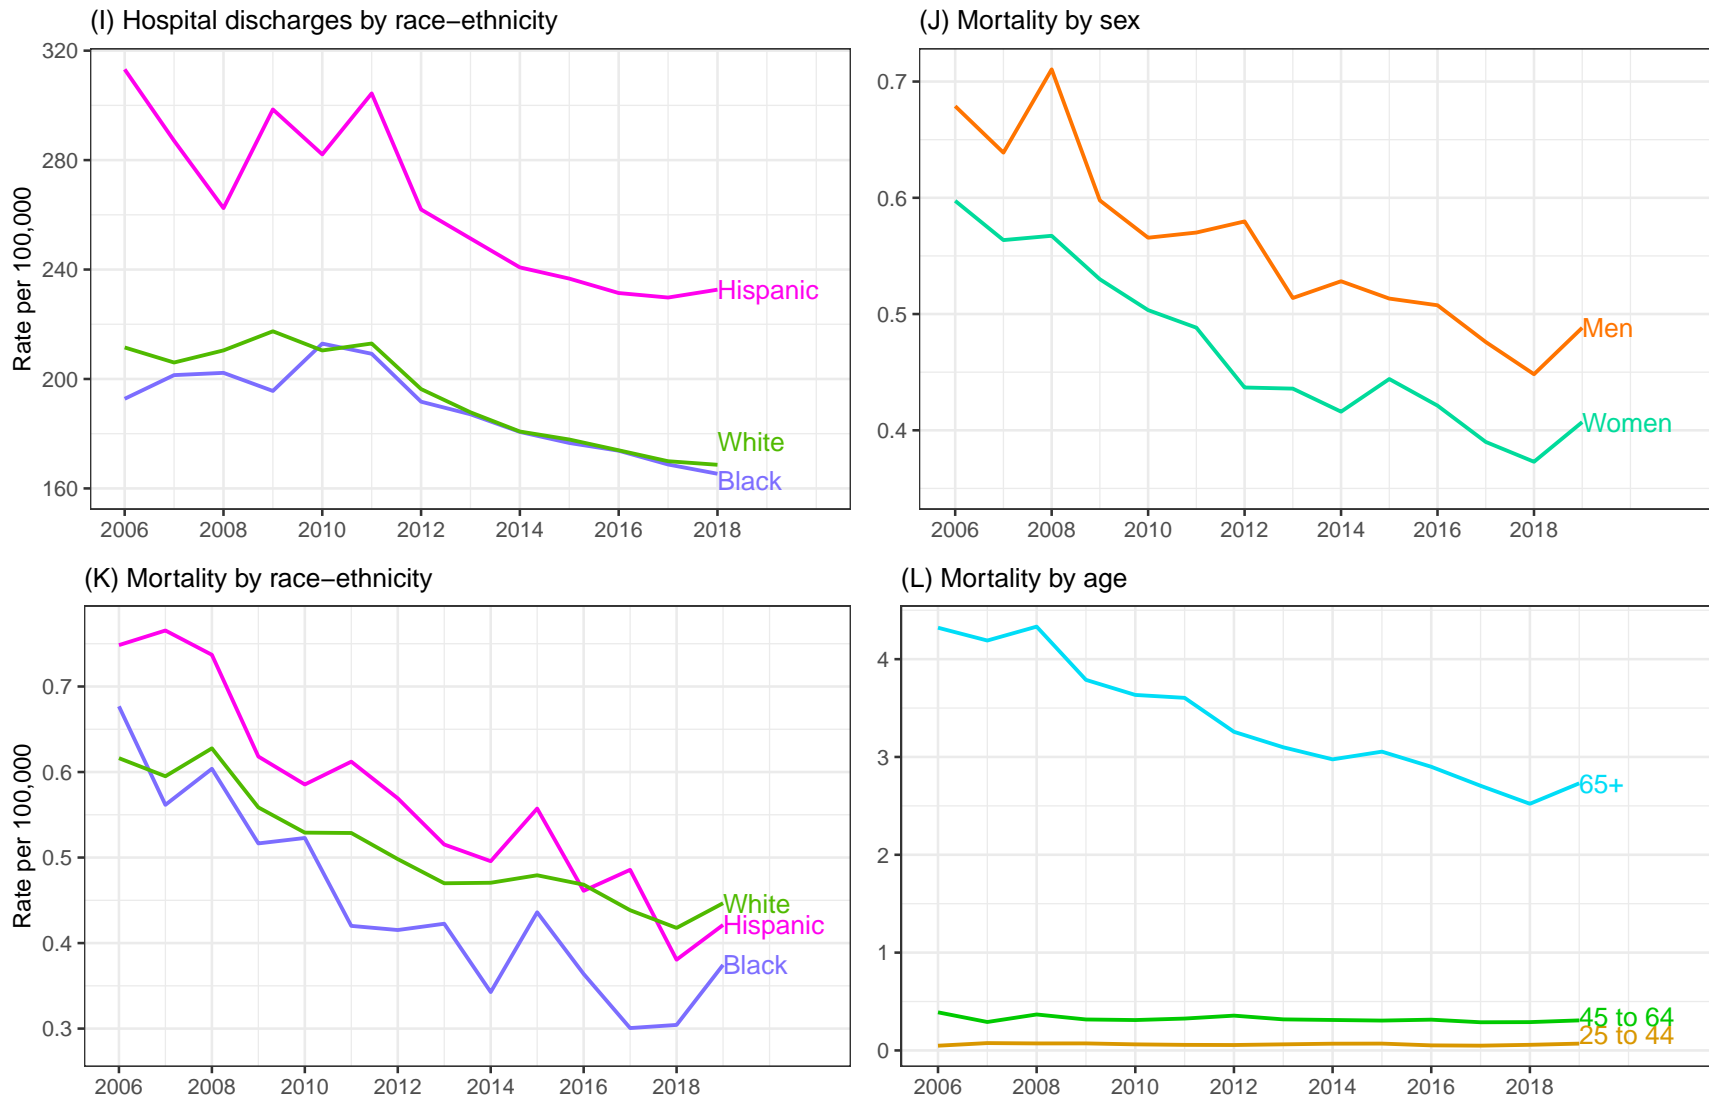 (I) Hospital discharges by race−ethnicity
320
280
240
200
160
Rate per 100,000
Hispanic
White
Black
2006 2008 2010 2012 2014 2016 2018
(J) Mortality by sex
0.7
0.6
0.5
0.4
Men
Women
2006 2008 2010 2012 2014 2016 2018
(K) Mortality by race−ethnicity
0.7
0.6
0.5
0.4
0.3
Rate per 100,000
White
Hispanic
Black
2006 2008 2010 2012 2014 2016 2018
(L) Mortality by age
4
3
2
1
0
65+
45 to 64
25 to 44
2006 2008 2010 2012 2014 2016 2018